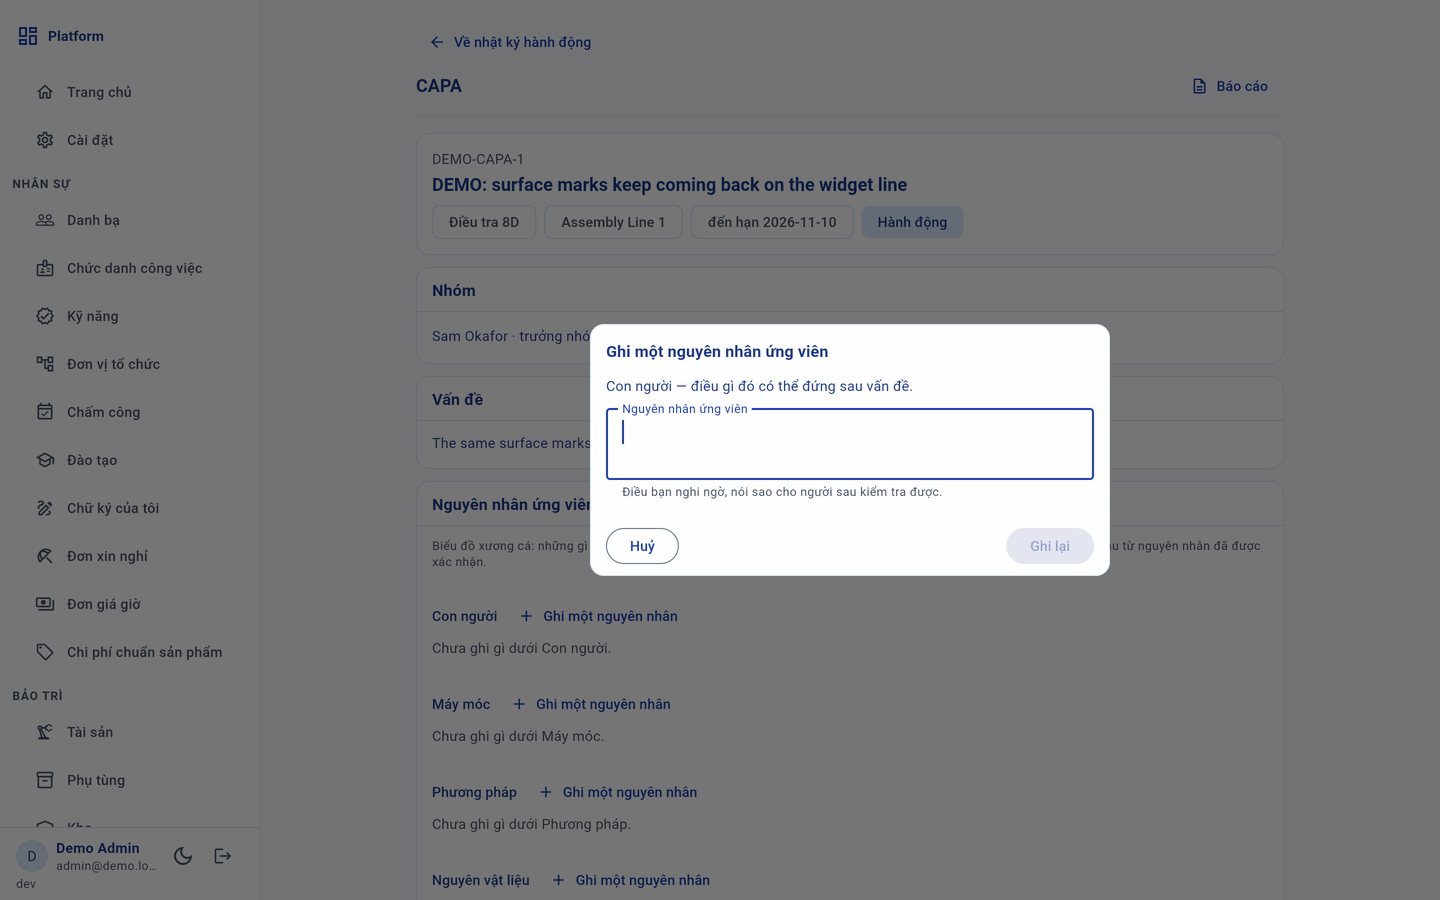 Platform
Trang chủ
Cài đặt
NHÂN SỰ
Danh bạ
Chức danh công việc
Kỹ năng
Đơn vị tổ chức
Chấm công
Đào tạo
Chữ ký của tôi
Đơn xin nghỉ
Đơn giá giờ
Chi phí chuẩn sản phẩm
BẢO TRÌ
Tài sản
Phụ tùng
D
Demo Admin
admin@demo.lo...
dev
Về nhật ký hành động
CAPA
Báo cáo
DEMO-CAPA-1
DEMO: surface marks keep coming back on the widget line
Điều tra 8D
Assembly Line 1
đến hạn 2026-11-10
Hành động
Nhóm
Sam Okafor · trưởng
Vấn đề
The same surface marks
Nguyên nhân ứng
Biểu đồ xương cá: những gì
từ nguyên nhân đã được
xác nhận.
Ghi một nguyên nhân ứng viên
Con người — điều gì đó có thể đứng sau vấn đề.
Nguyên nhân ứng viên
Điều bạn nghi ngờ, nói sao cho người sau kiểm tra được.
Huỷ
Ghi lại
Con người
Ghi một nguyên nhân
Chưa ghi gì dưới Con người.
Máy móc
Ghi một nguyên nhân
Chưa ghi gì dưới Máy móc.
Phương pháp
Ghi một nguyên nhân
Chưa ghi gì dưới Phương pháp.
Nguyên vật liệu
Ghi một nguyên nhân